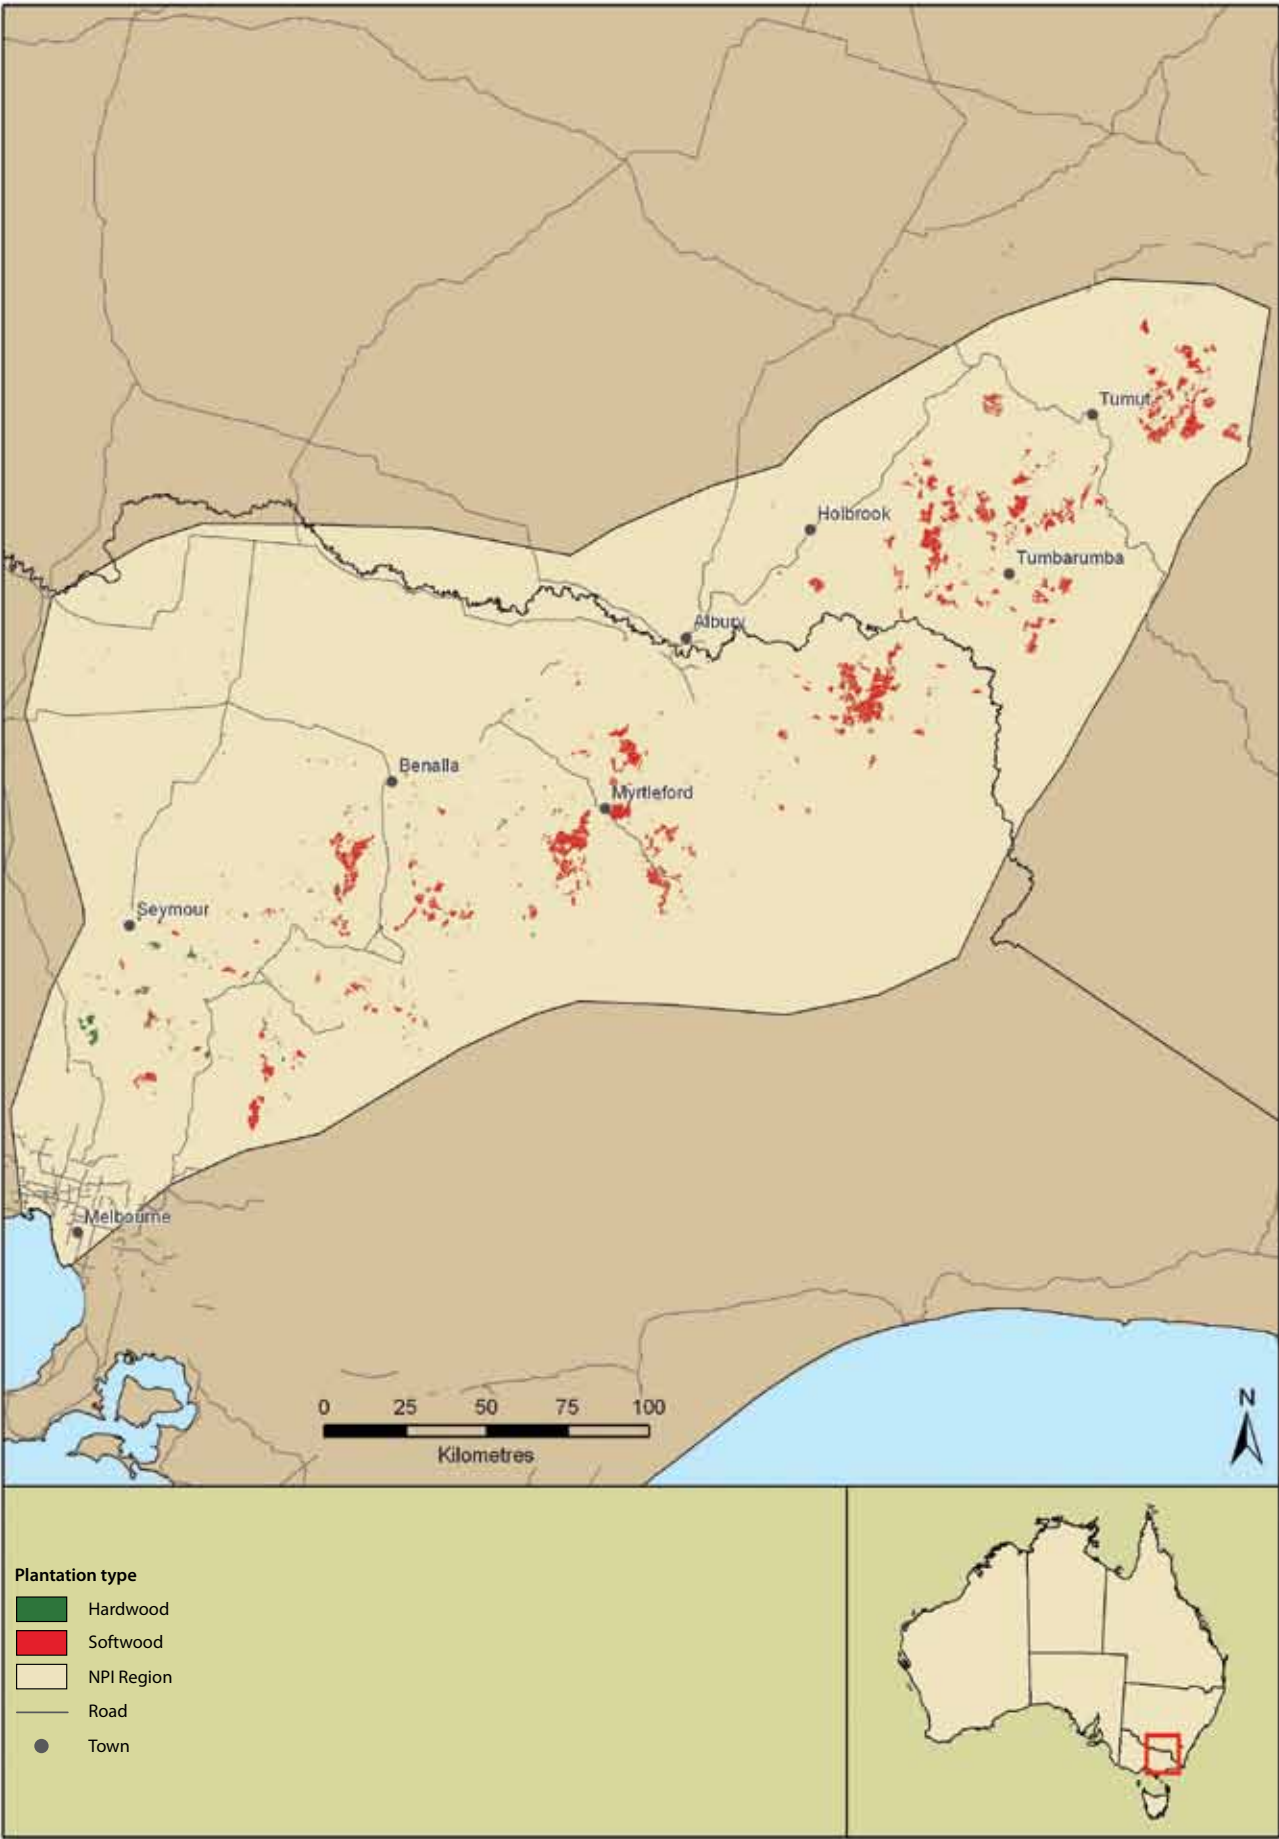 Tumut
Holbrook
Tumbarumba
Albury
Benalla
Myrtleford
Seymour
Melbourne
0 25 50 75 100
Kilometres
N
Plantation type
Hardwood
Softwood
NPI Region
Road
Town